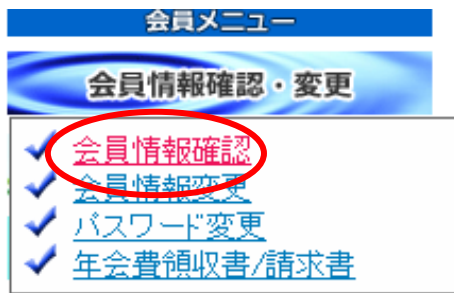 会員メニュー
会員情報確認・変更
会員情報確認
会員情報変更
パスワード変更
年会費領収書/請求書